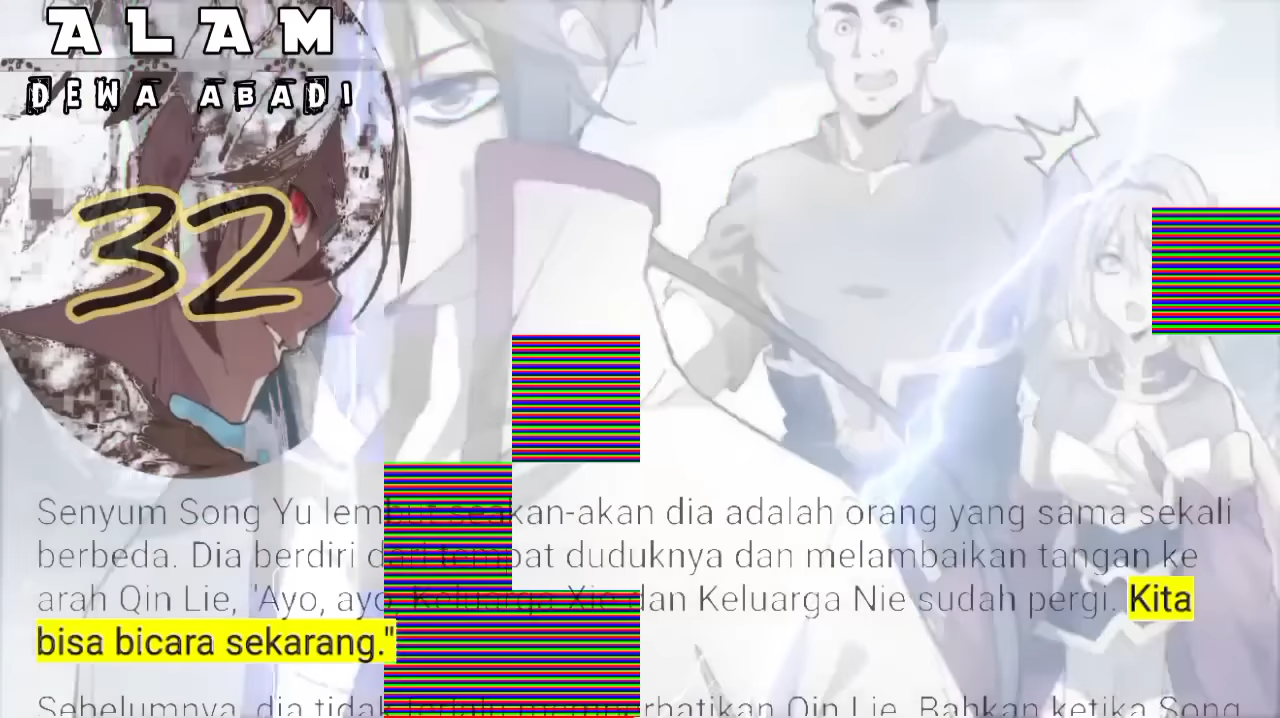 ALAM
DEWA ABADI
32
Senyum Song Yu lembut seakan-akan dia adalah orang yang sama sekali
berbeda. Dia berdiri dari tempat duduknya dan melambaikan tangan ke
arah Qin Lie, "Ayo, ayo, Keluarga Xie dan Keluarga Nie sudah pergi. Kita
bisa bicara sekarang."
Sebelumnya, dia tidak terlalu memperhatikan Qin Lie. Bahkan ketika Song